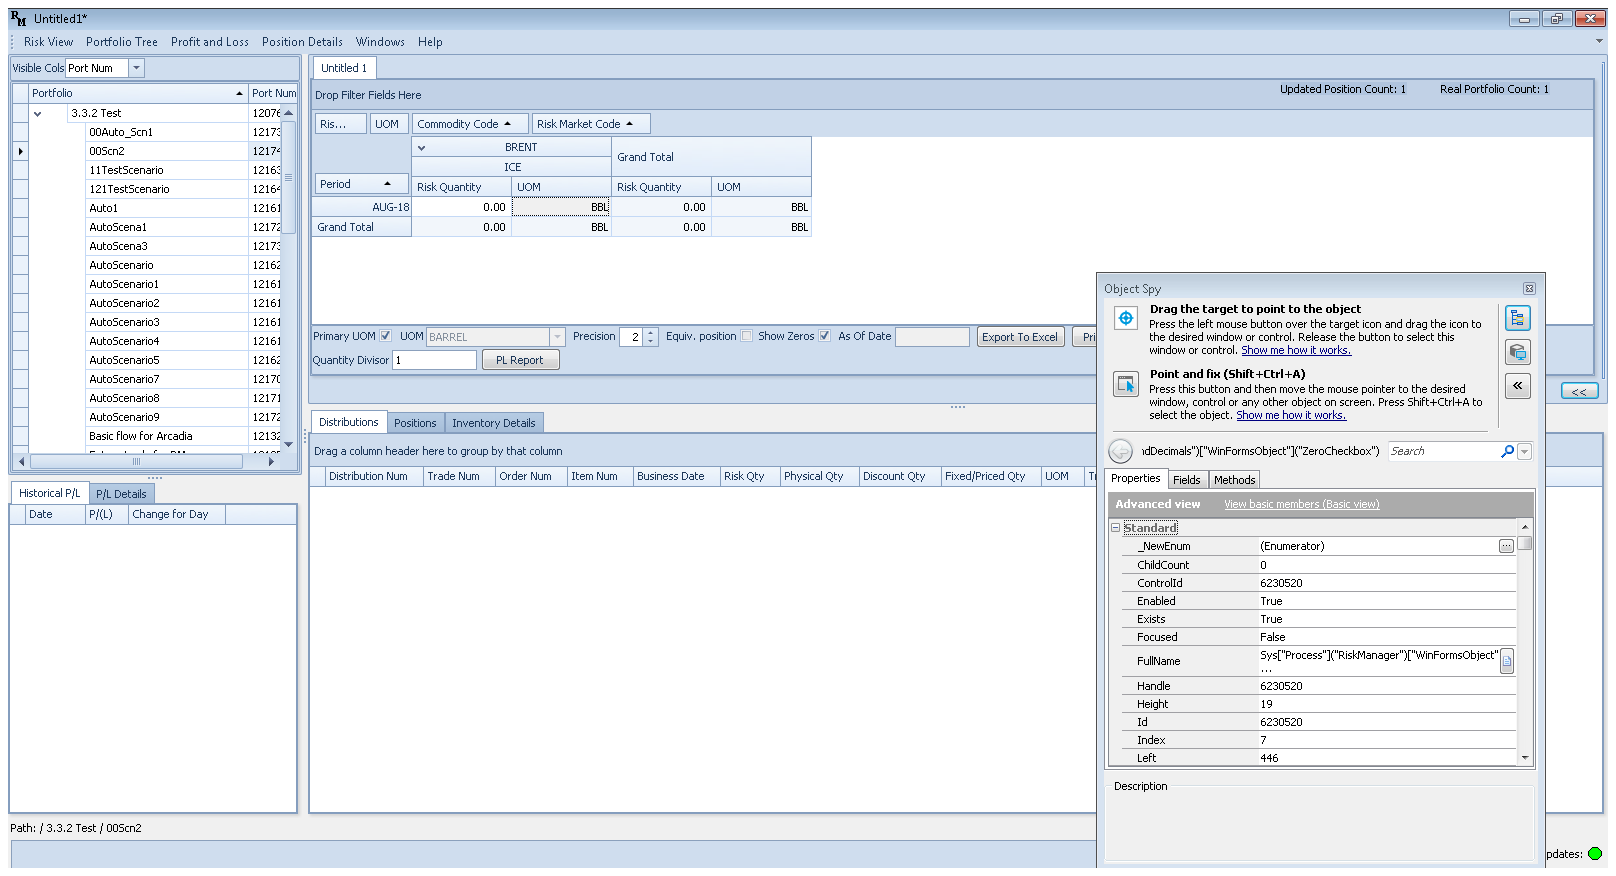 RM Untitled1*
Risk View Portfolio Tree Profit and Loss Position Details Windows Help
Visible Cols Port Num
Portfolio Port Num
3.3.2 Test 12076
00Auto_Scn1 12173
00Scn2 12174
11TestScenario 12163
121TestScenario 12164
Auto1 12161
AutoScena1 12172
AutoScena3 12173
AutoScenario 12162
AutoScenario1 12161
AutoScenario2 12161
AutoScenario3 12161
AutoScenario4 12161
AutoScenario5 12162
AutoScenario7 12170
AutoScenario8 12171
AutoScenario9 12172
Basic flow for Arcadia 12132
Historical P/L P/L Details
Date P/(L) Change for Day
Path: / 3.3.2 Test / 00Scn2
Untitled 1
Drop Filter Fields Here Updated Position Count: 1 Real Portfolio Count: 1
Ris... UOM Commodity Code Risk Market Code
BRENT Grand Total
ICE
Period Risk Quantity UOM Risk Quantity UOM
AUG-18 0.00 BBL 0.00 BBL
Grand Total 0.00 BBL 0.00 BBL
Primary UOM UOM BARREL Precision 2 Equiv. position Show Zeros As Of Date Export To Excel Pri
Quantity Divisor 1 PL Report
<<
Distributions Positions Inventory Details
Drag a column header here to group by that column
Distribution Num Trade Num Order Num Item Num Business Date Risk Qty Physical Qty Discount Qty Fixed/Priced Qty UOM
Object Spy
Drag the target to point to the object
Press the left mouse button over the target icon and drag the icon to
the desired window or control. Release the button to select this
window or control. Show me how it works.
Point and fix (Shift+Ctrl+A)
Press this button and then move the mouse pointer to the desired
window, control or any other object on screen. Press Shift+Ctrl+A to
select the object. Show me how it works.
«
ndDecimals")["WinFormsObject"]("ZeroCheckbox") Search
Properties Fields Methods
Advanced view View basic members (Basic view)
Standard
_NewEnum (Enumerator) ...
ChildCount 0
ControlId 6230520
Enabled True
Exists True
Focused False
FullName Sys["Process"]("RiskManager")["WinFormsObject"
...
Handle 6230520
Height 19
Id 6230520
Index 7
Left 446
Description
pdates: